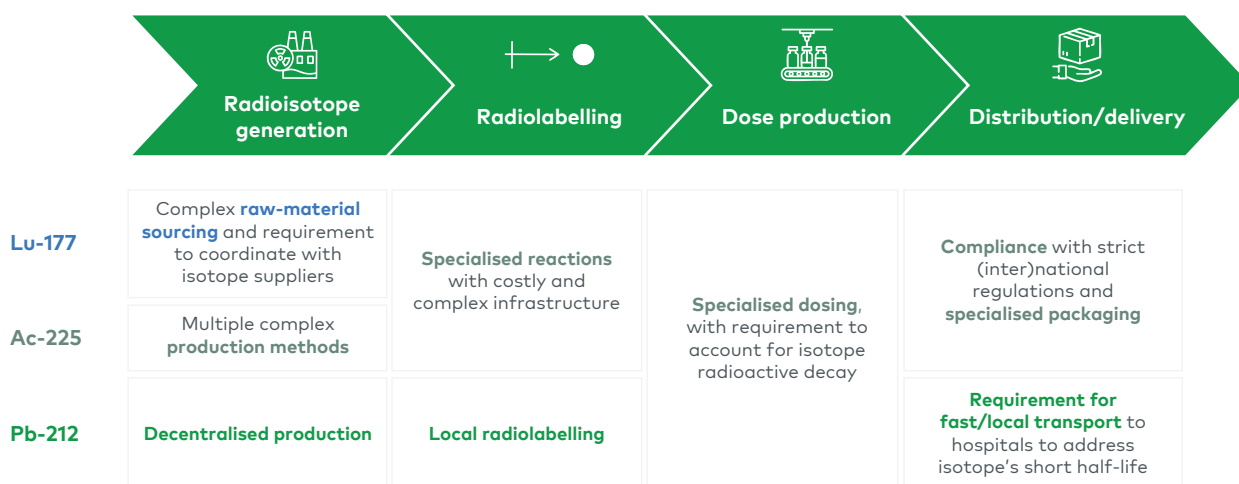 Radioisotope
generation
Radiolabelling
Dose production
Distribution/delivery
Lu-177
Complex raw-material
sourcing and requirement
to coordinate with
isotope suppliers
Specialised reactions
with costly and
complex infrastructure
Specialised dosing,
with requirement to
account for isotope
radioactive decay
Compliance with strict
(inter)national
regulations and
specialised packaging
Ac-225
Multiple complex
production methods
Pb-212
Decentralised production
Local radiolabelling
Requirement for
fast/local transport to
hospitals to address
isotope's short half-life